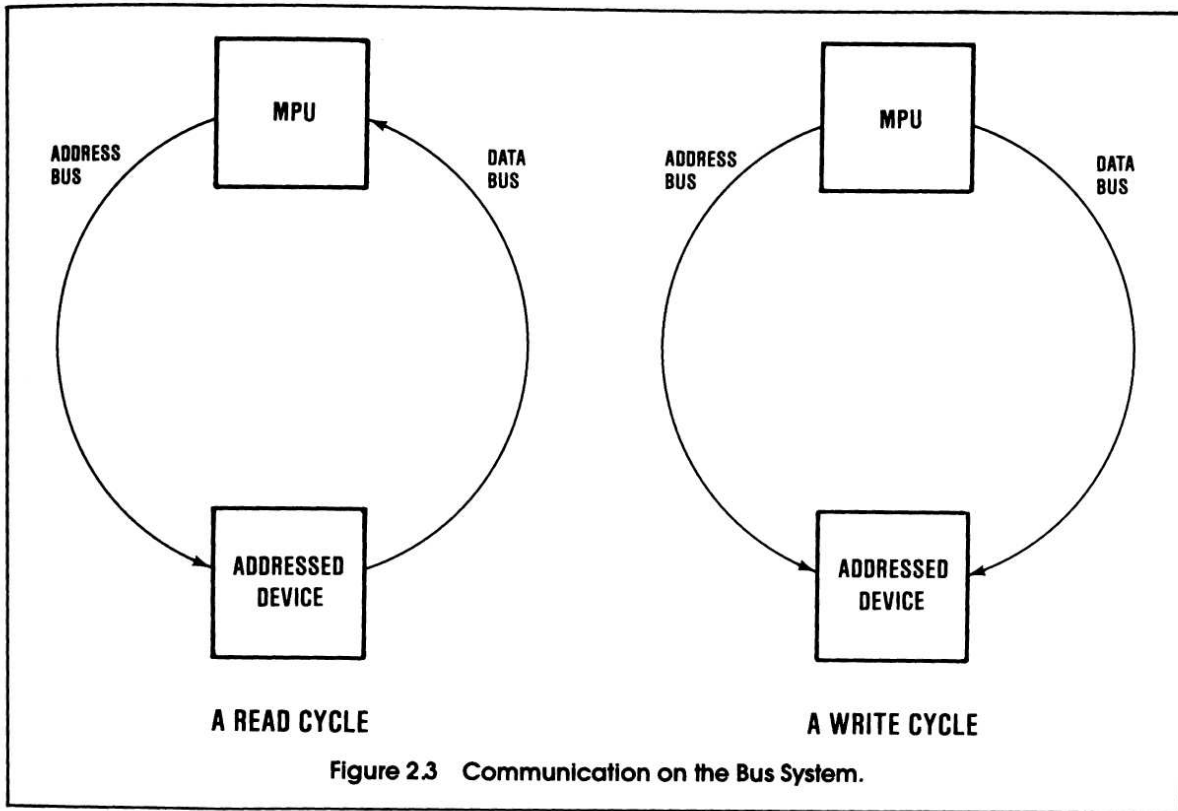 MPU
ADDRESS
BUS
DATA
BUS
ADDRESSED
DEVICE
A READ CYCLE
MPU
ADDRESS
BUS
DATA
BUS
ADDRESSED
DEVICE
A WRITE CYCLE
Figure 2.3 Communication on the Bus System.